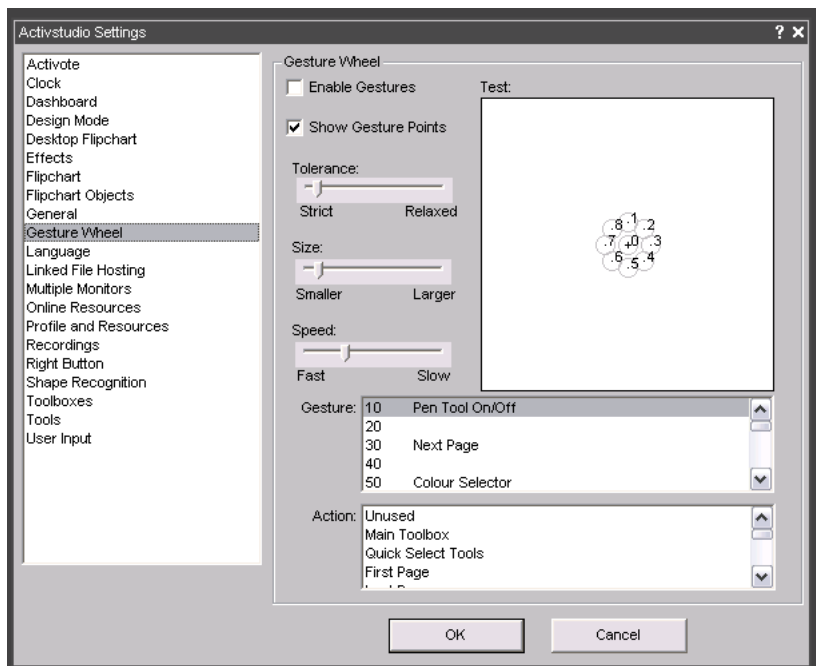 Activstudio Settings
? ×
Activote
Clock
Dashboard
Design Mode
Desktop Flipchart
Effects
Flipchart
Flipchart Objects
General
Gesture Wheel
Language
Linked File Hosting
Multiple Monitors
Online Resources
Profile and Resources
Recordings
Right Button
Shape Recognition
Toolboxes
Tools
User Input
Gesture Wheel
Enable Gestures
Show Gesture Points
Tolerance:
Strict Relaxed
Size:
Smaller Larger
Speed:
Fast Slow
Test:
.8 .1 .2
.7 +0 .3
.6 .5 .4
Gesture: 10 Pen Tool On/Off
20
30 Next Page
40
50 Colour Selector
Action: Unused
Main Toolbox
Quick Select Tools
First Page
OK Cancel